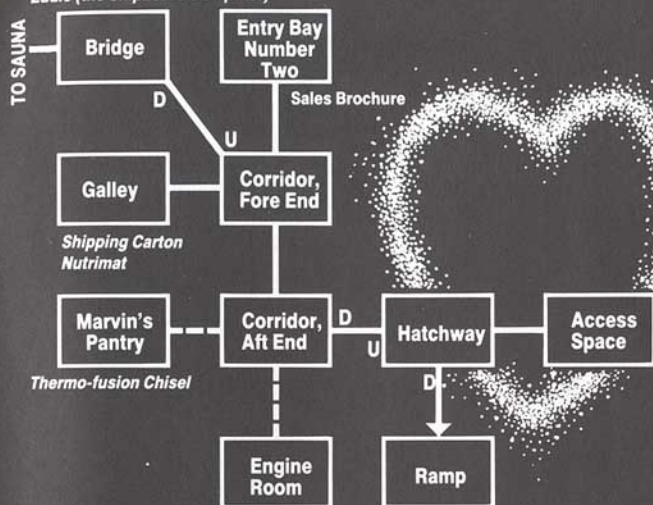 TO SAUNA
Bridge
Entry Bay
Number
Two
D
Sales Brochure
U
Galley
Corridor,
Fore End
Shipping Carton
Nutrimat
Marvin's
Pantry
Corridor,
Aft End
D
U
Hatchway
Access
Space
Thermo-fusion Chisel
D
Engine
Room
Ramp